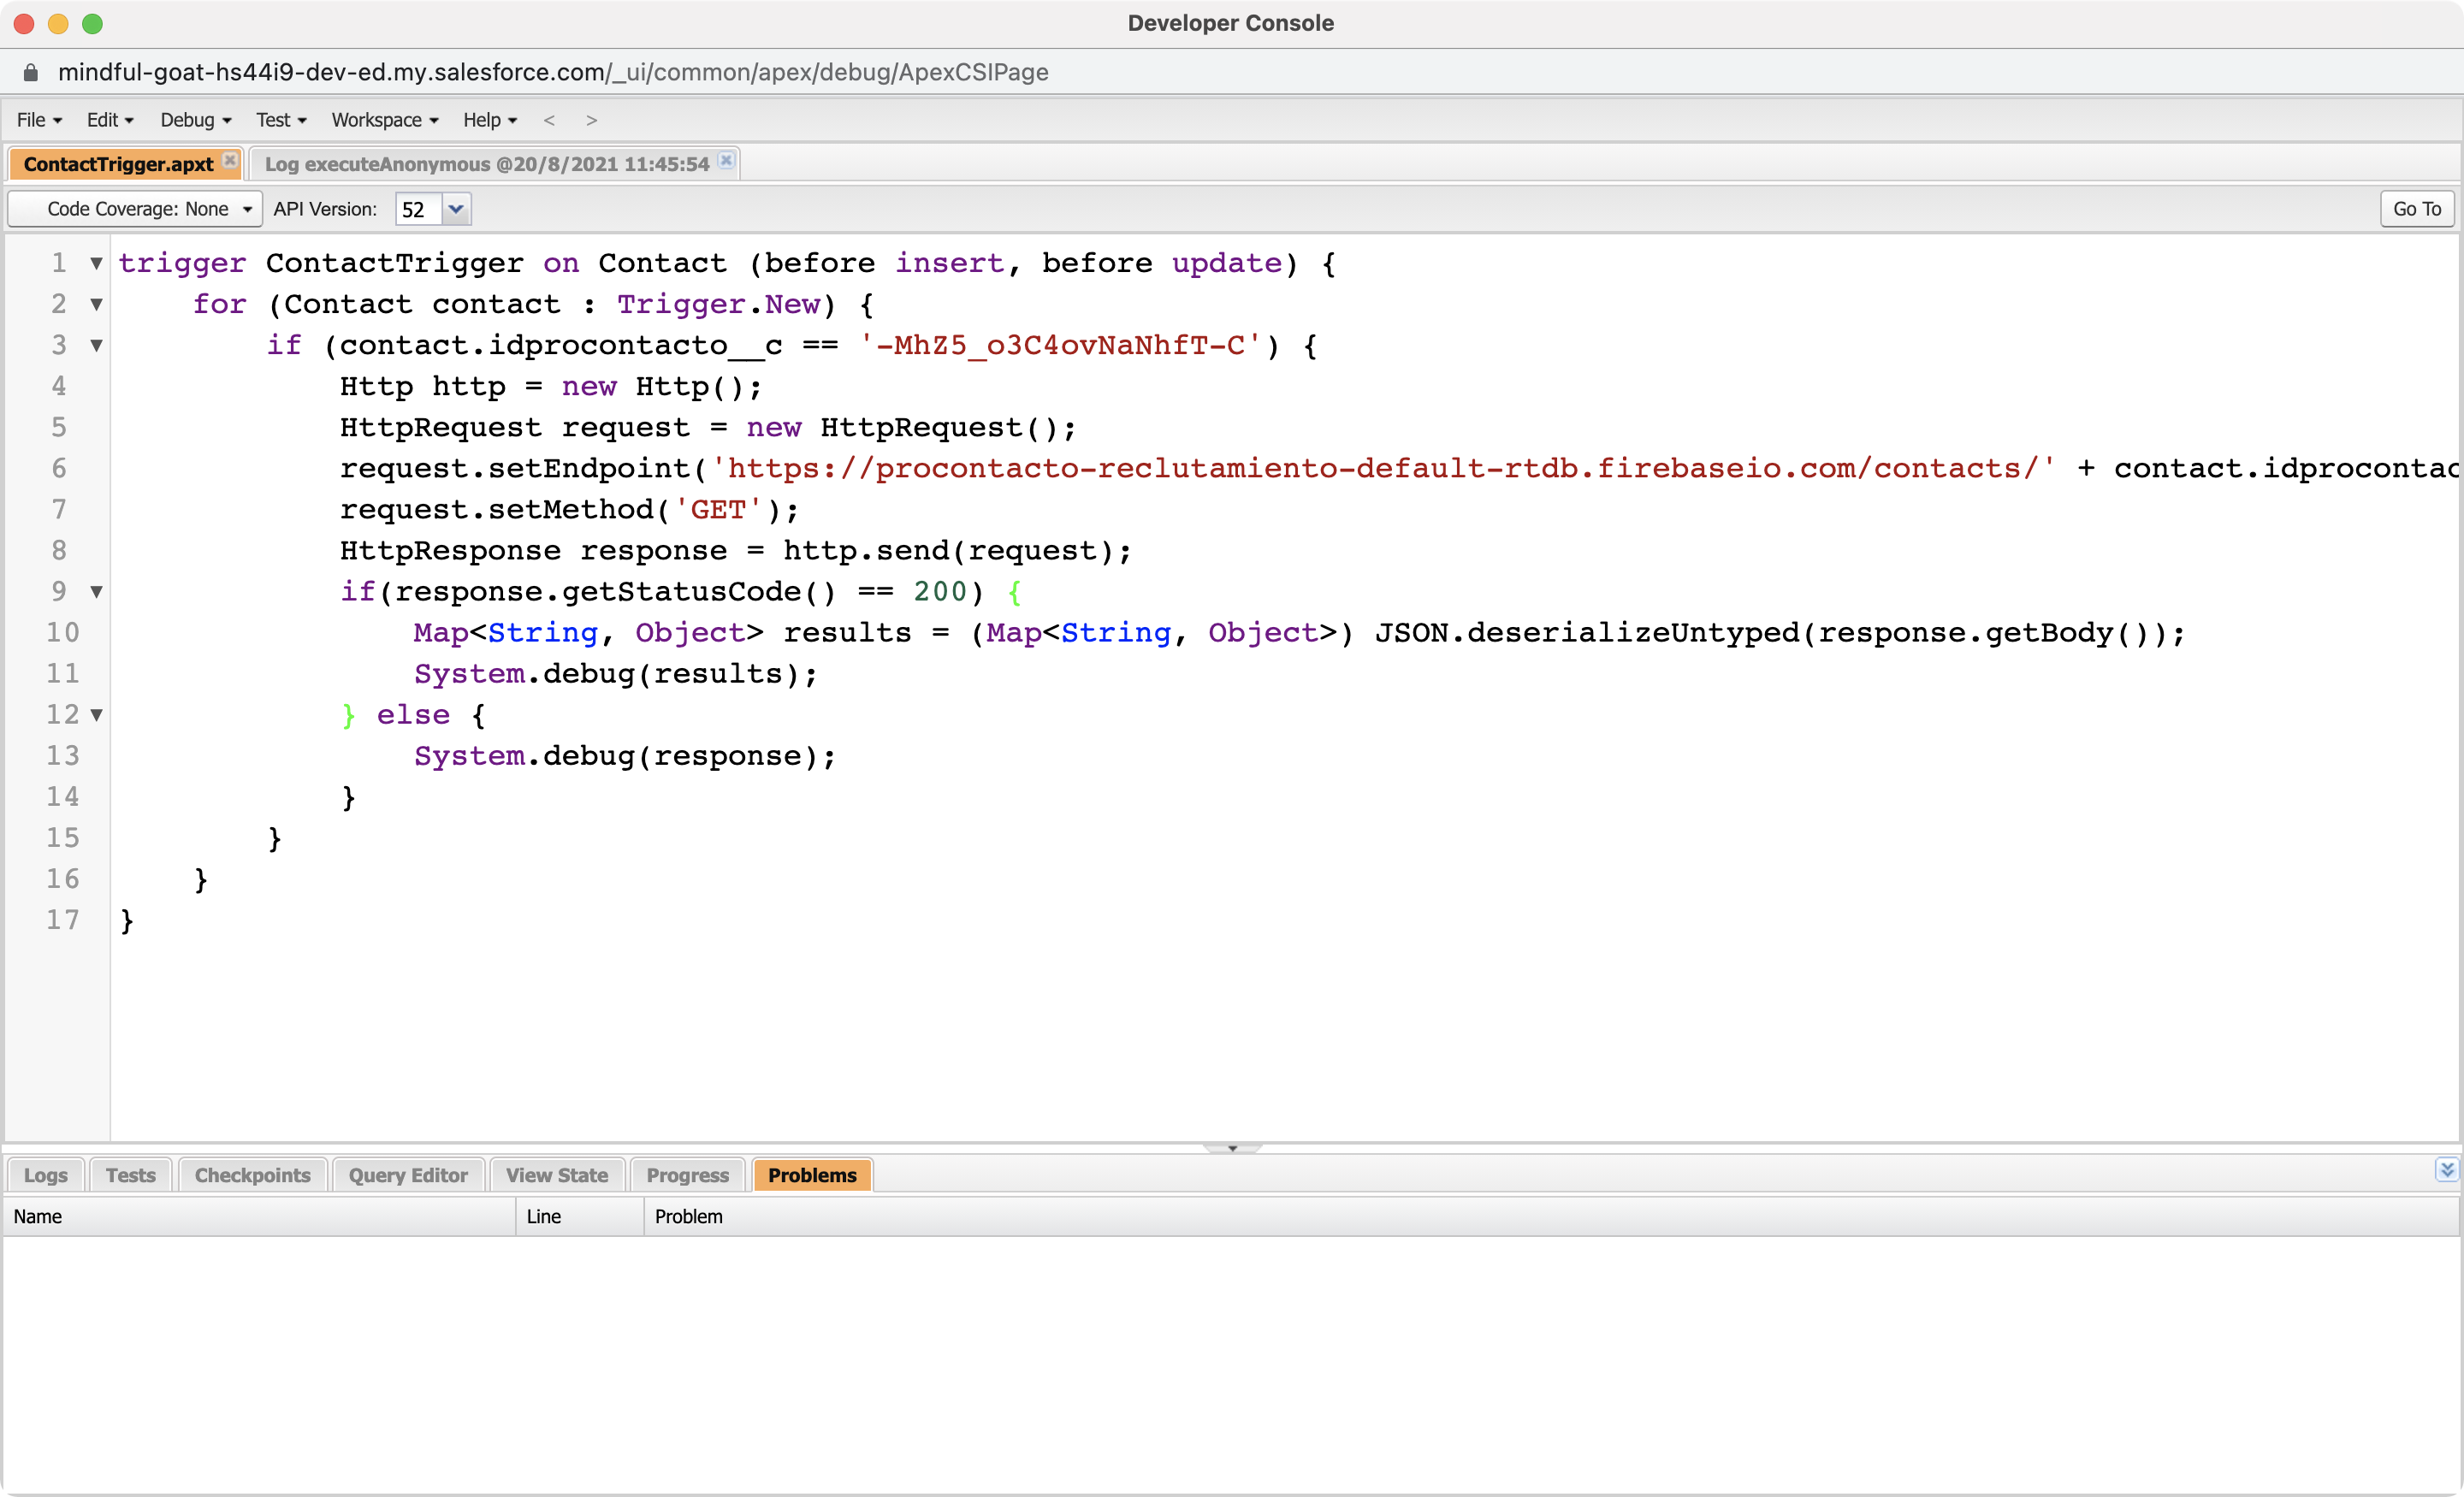 Developer Console
mindful-goat-hs44i9-dev-ed.my.salesforce.com/_ui/common/apex/debug/ApexCSIPage
File Edit Debug Test Workspace Help < >
ContactTrigger.apxt Log executeAnonymous @20/8/2021 11:45:54
Code Coverage: None API Version: 52 Go To
1 trigger ContactTrigger on Contact (before insert, before update) {
2 for (Contact contact : Trigger.New) {
3 if (contact.idprocontacto__c == '-MhZ5_o3C4ovNaNhfT-C') {
4 Http http = new Http();
5 HttpRequest request = new HttpRequest();
6 request.setEndpoint('https://procontacto-reclutamiento-default-rtdb.firebaseio.com/contacts/' + contact.idprocontac
7 request.setMethod('GET');
8 HttpResponse response = http.send(request);
9 if(response.getStatusCode() == 200) {
10 Map<String, Object> results = (Map<String, Object>) JSON.deserializeUntyped(response.getBody());
11 System.debug(results);
12 } else {
13 System.debug(response);
14 }
15 }
16 }
17 }
Logs Tests Checkpoints Query Editor View State Progress Problems
Name Line Problem